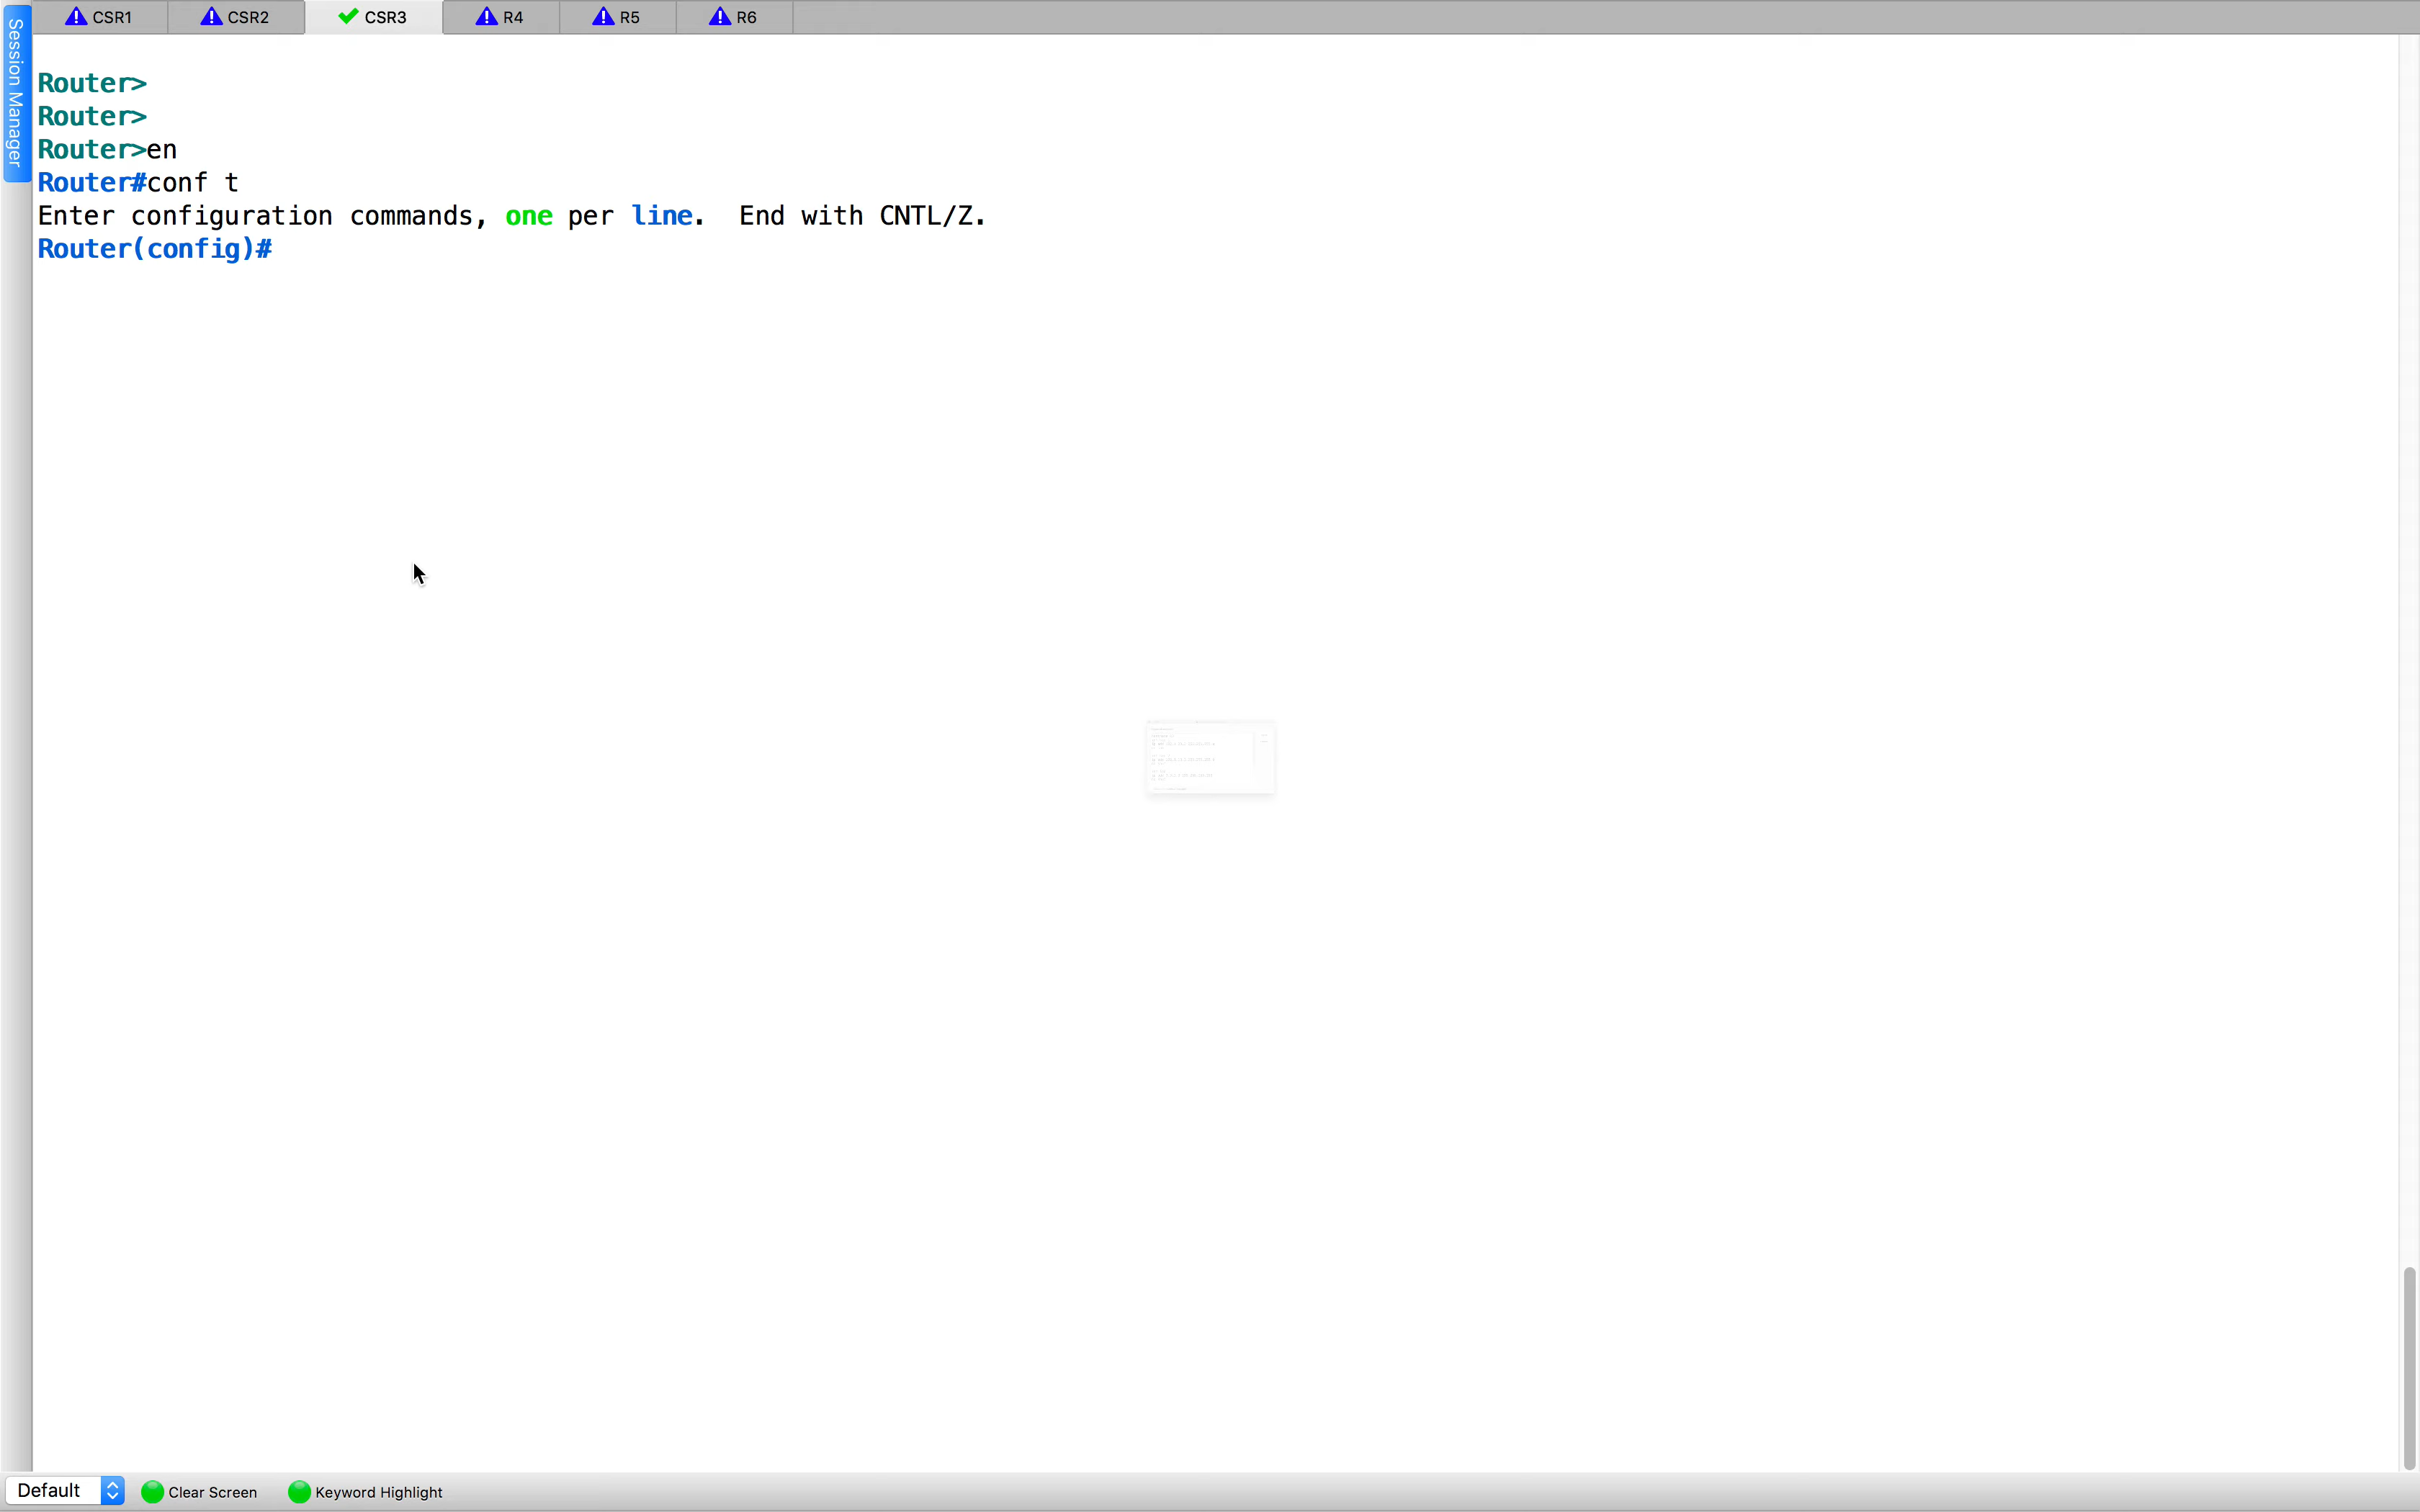 CSR1 CSR2 CSR3 R4 R5 R6
Session Manager
Router>
Router>
Router>en
Router#conf t
Enter configuration commands, one per line.  End with CNTL/Z.
Router(config)#
Default Clear Screen Keyword Highlight